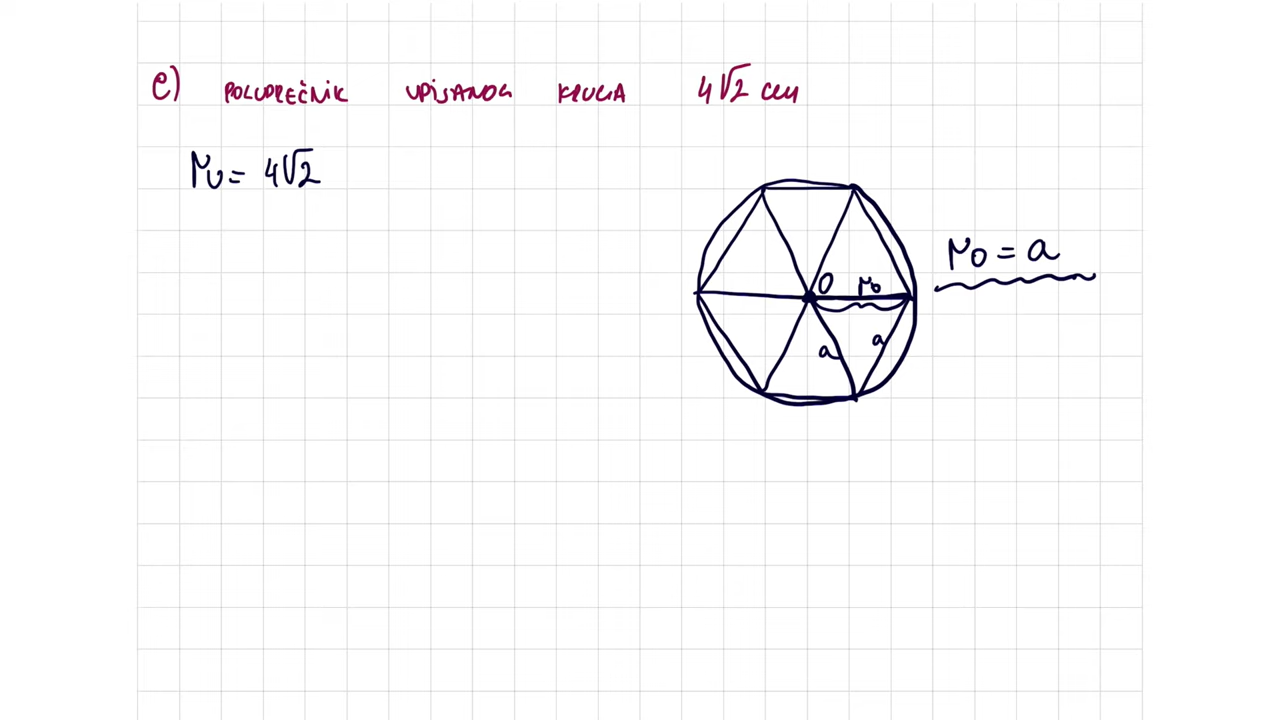 e) POLUPREČNIK UPISANOG KRUGA 4√2 cm
r_U = 4√2
O
r_O
r_O = a
a
a